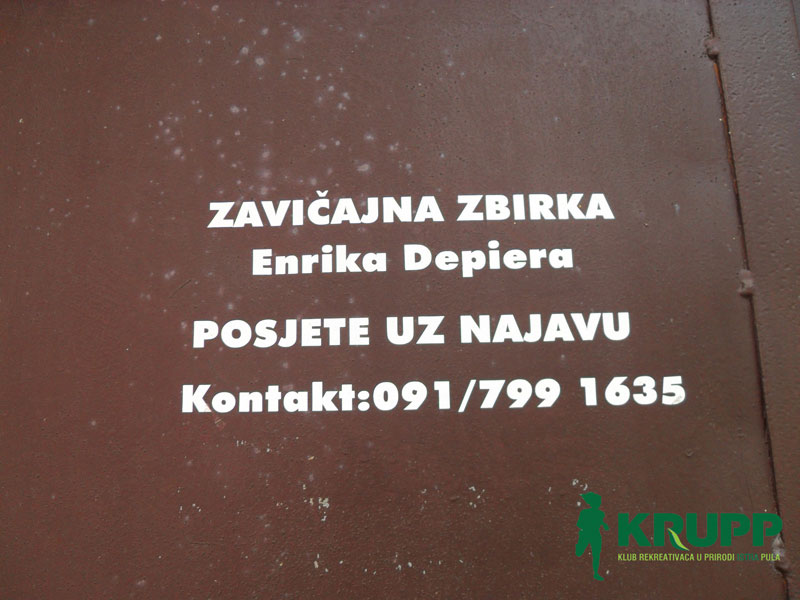 ZAVIČAJNA ZBIRKA
Enrika Depiera
POSJETE UZ NAJAVU
Kontakt:091/799 1635
KRUPP
KLUB REKREATIVACA U PRIRODI PULA